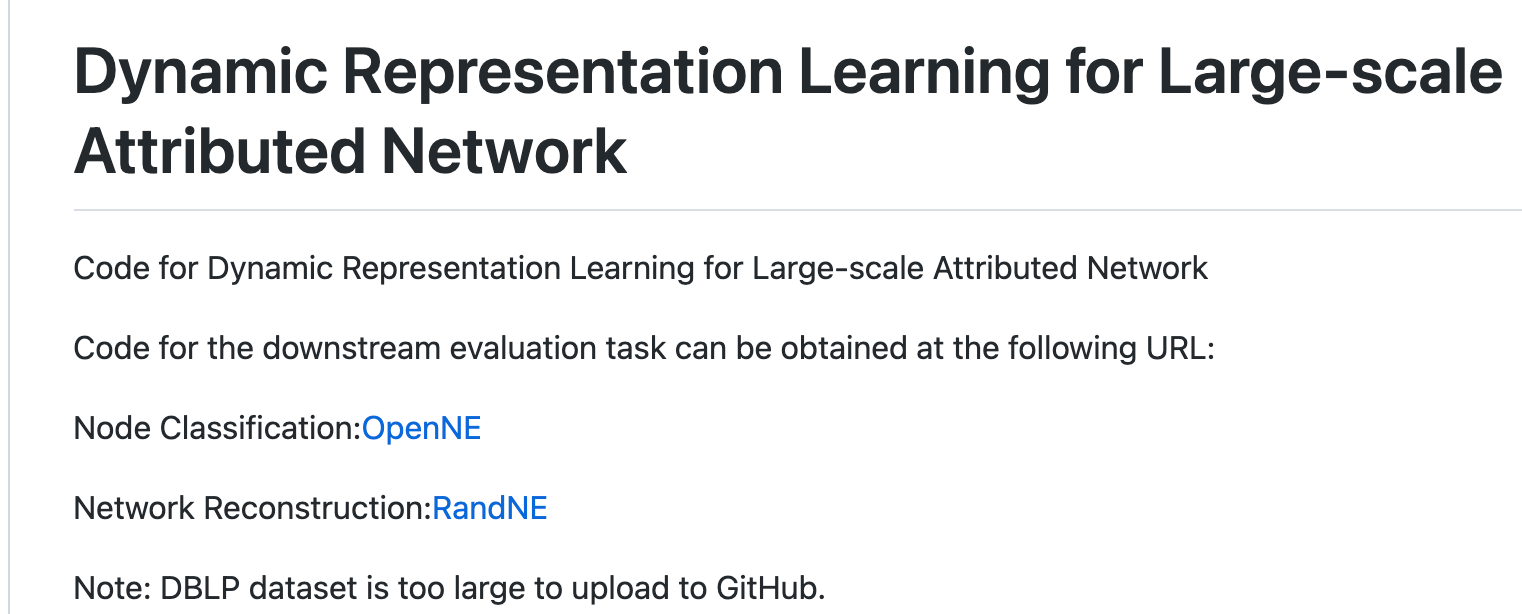 Dynamic Representation Learning for Large-scale
Attributed Network
Code for Dynamic Representation Learning for Large-scale Attributed Network
Code for the downstream evaluation task can be obtained at the following URL:
Node Classification:OpenNE
Network Reconstruction:RandNE
Note: DBLP dataset is too large to upload to GitHub.